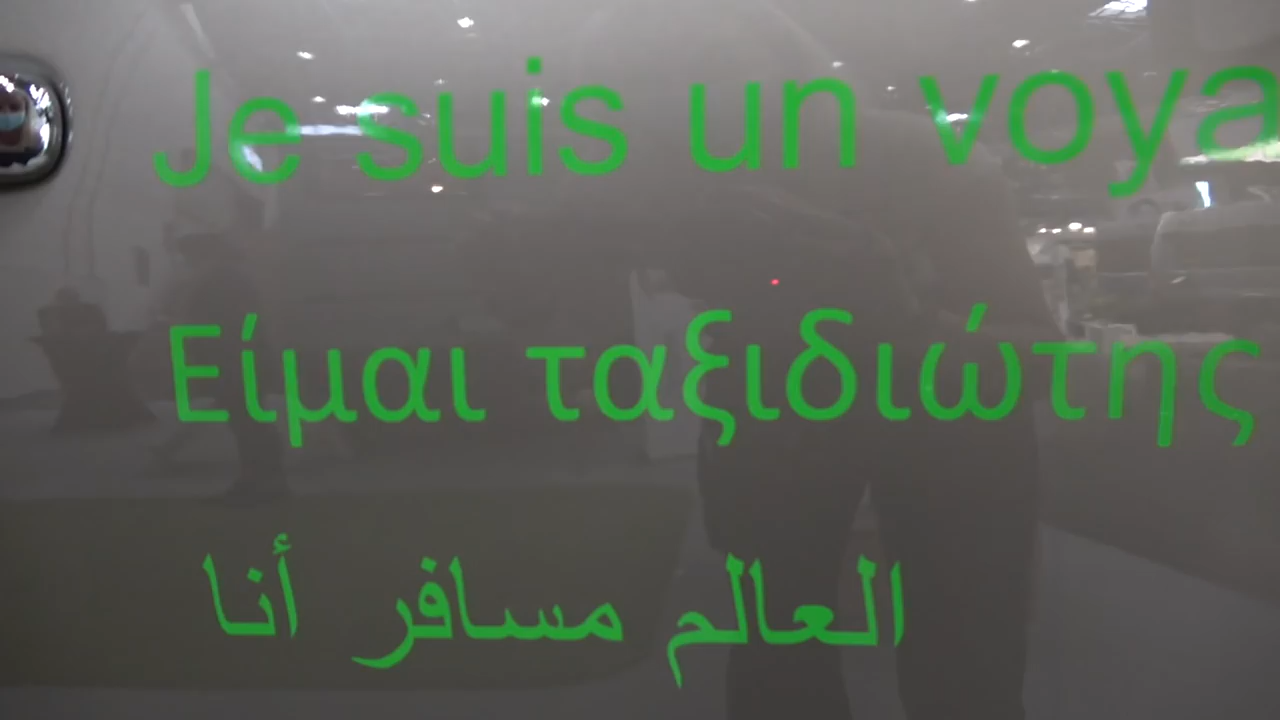 Je suis un voya
Είμαι ταξιδιώτης
العالم مسافر أنا